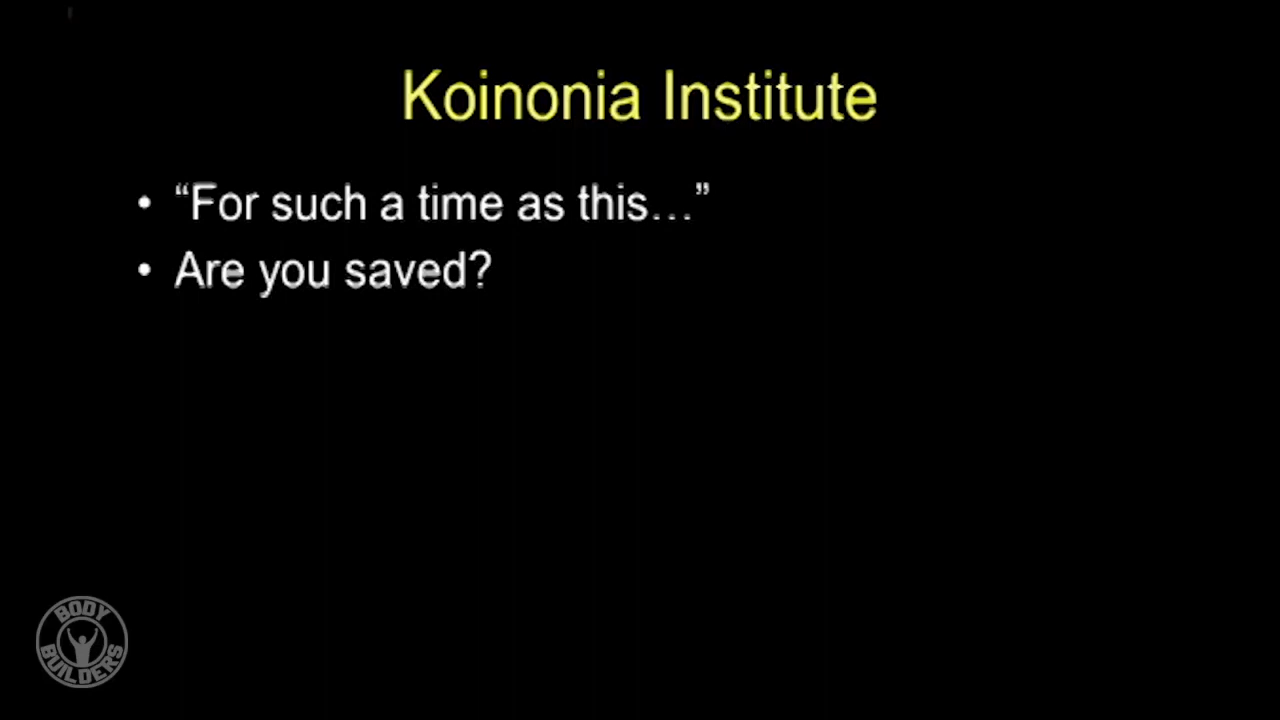 Koinonia Institute
• “For such a time as this…”
• Are you saved?
BODY
BUILDERS